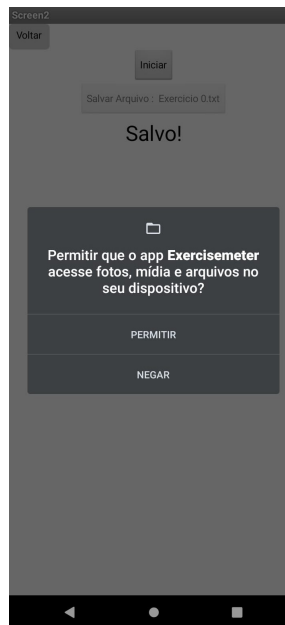 Screen2
Voltar
Iniciar
Salvar Arquivo : Exercicio 0.txt
Salvo!
Permitir que o app Exercisemeter
acesse fotos, mídia e arquivos no
seu dispositivo?
PERMITIR
NEGAR